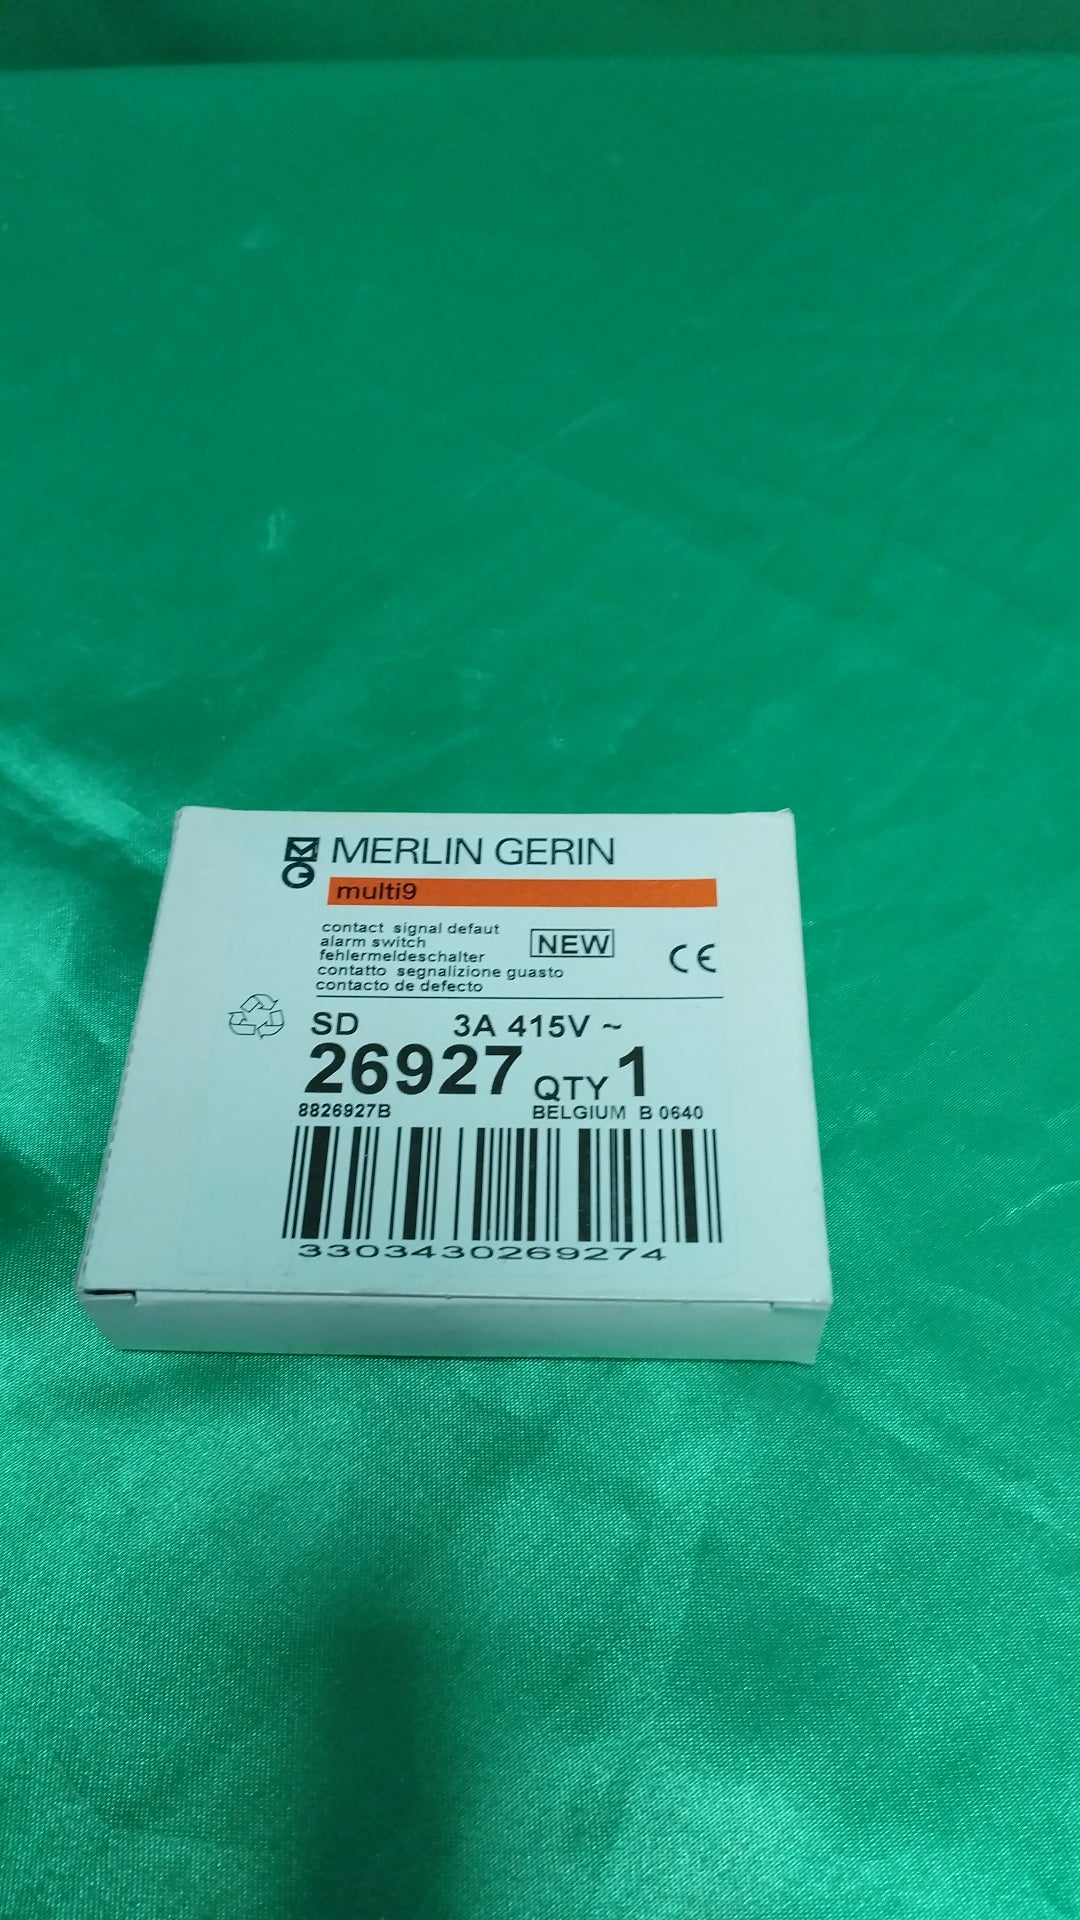 MERLIN GERIN
multi9
contact signal defaut
alarm switch
fehlermeldeschalter
contatto segnalizione guasto
contacto de defecto
NEW
CE
SD 3A 415V ~
26927 QTY 1
8826927B BELGIUM B 0640
3303430269274